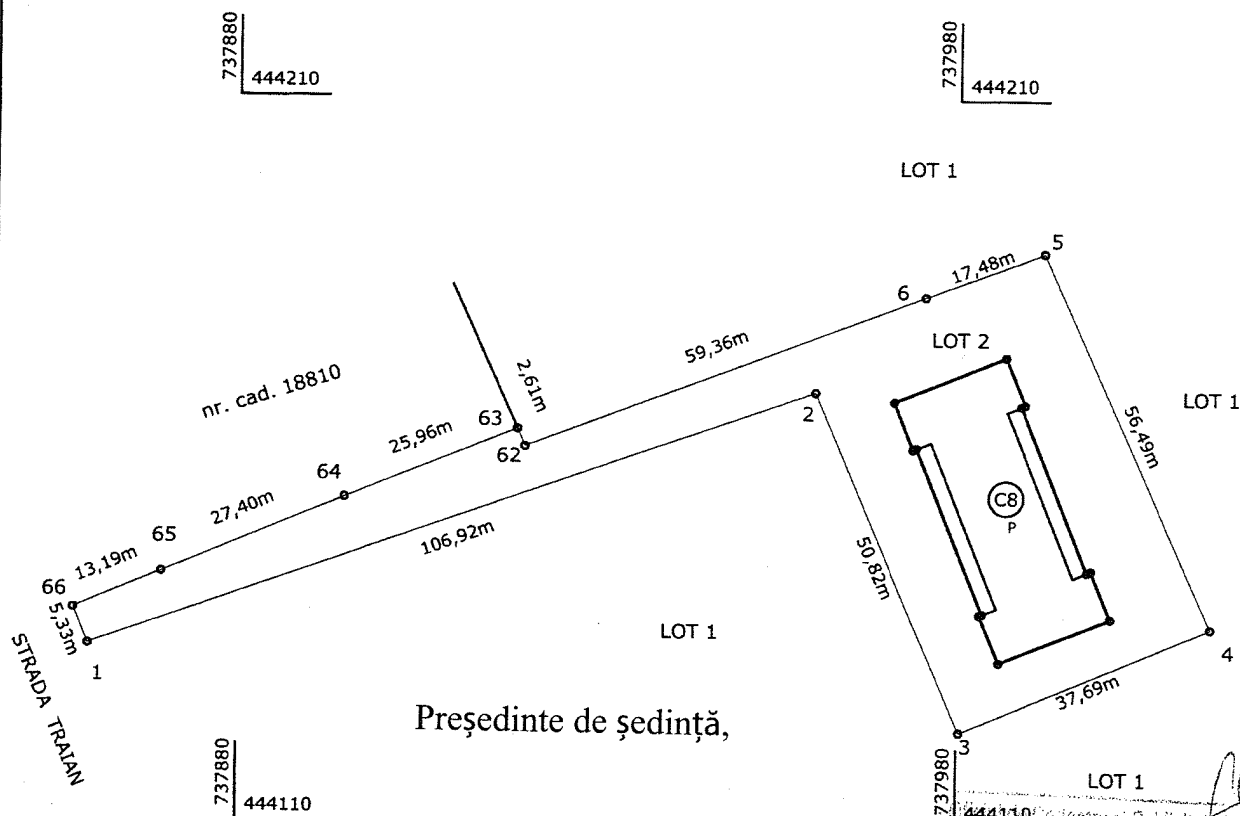 737880
444210
737980
444210
LOT 1
5
17,48m
6
LOT 2
59,36m
2,61m
nr. cad. 18810
63
25,96m
62
2
LOT 1
56,49m
64
27,40m
65
13,19m
66
5,33m
1
106,92m
C8
P
50,82m
LOT 1
STRADA TRAIAN
4
37,69m
3
Președinte de ședință,
737880
444110
737980
444110
LOT 1